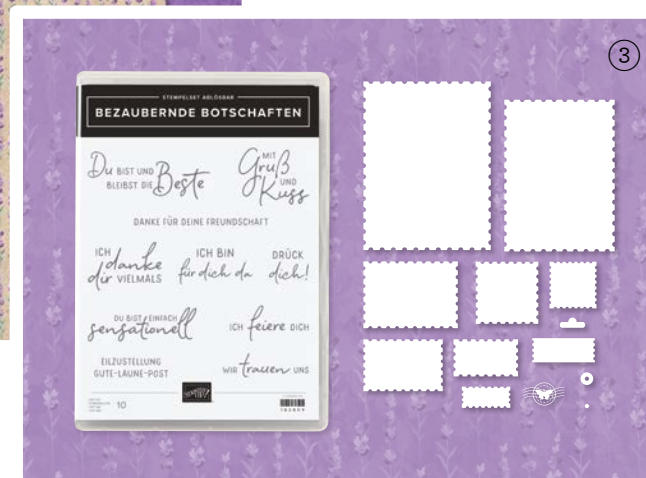 3
STEMPELSET ABLÖSBAR
BEZAUBERNDE BOTSCHAFTEN
Du BIST UND
BLEIBST DIE Beste
MIT
Gruß
UND
Kuss
DANKE FÜR DEINE FREUNDSCHAFT
ICH
danke
dir VIELMALS
ICH BIN
für dich da
DRÜCK
dich!
DU BIST EINFACH
sensationell
ICH feiere DICH
EILZUSTELLUNG
GUTE-LAUNE-POST
WIR trauen UNS
STAMPIN' UP!
10